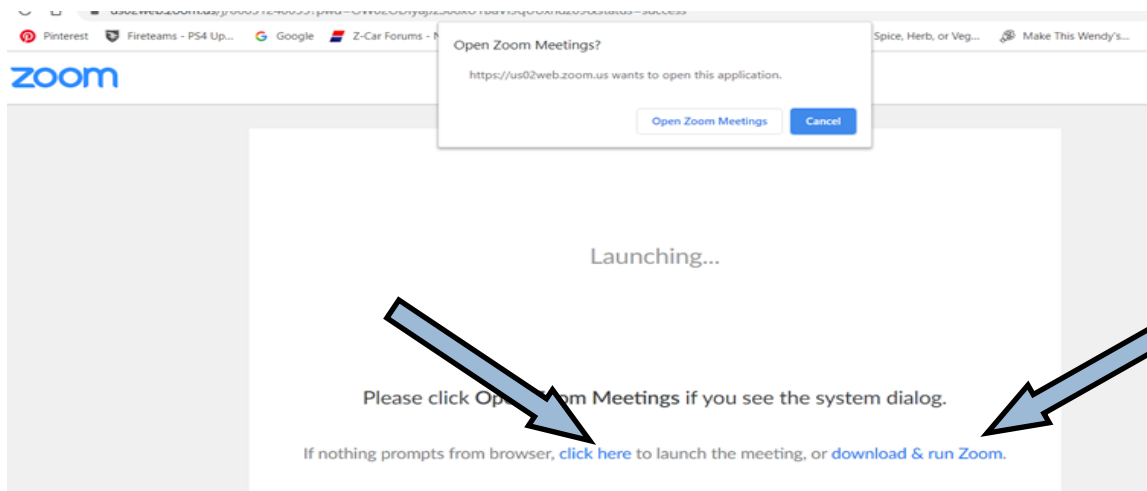 Pinterest Fireteams - PS4 Up... Google Z-Car Forums - Spice, Herb, or Veg... Make This Wendy's...
zoom
Open Zoom Meetings?
https://us02web.zoom.us wants to open this application.
Open Zoom Meetings Cancel
Launching...
Please click Open Zoom Meetings if you see the system dialog.
If nothing prompts from browser, click here to launch the meeting, or download & run Zoom.